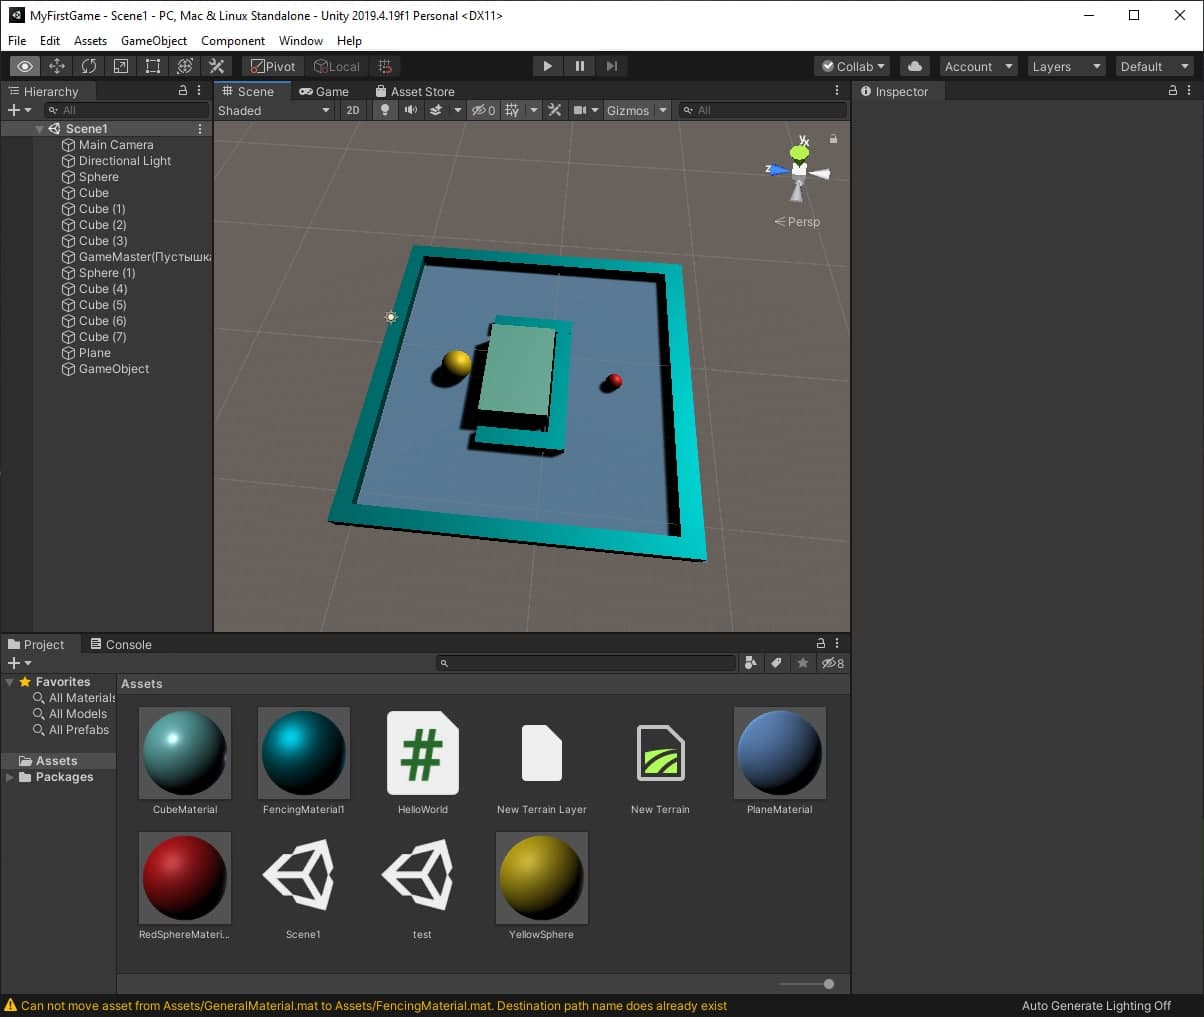 MyFirstGame - Scene1 - PC, Mac & Linux Standalone - Unity 2019.4.19f1 Personal <DX11>
File Edit Assets GameObject Component Window Help
Pivot Local Collab Account Layers Default
Hierarchy
All
Scene1
Main Camera
Directional Light
Sphere
Cube
Cube (1)
Cube (2)
Cube (3)
GameMaster(Пустышка
Sphere (1)
Cube (4)
Cube (5)
Cube (6)
Cube (7)
Plane
GameObject
Scene Game Asset Store
Shaded 2D 0 Gizmos All
y
x
z
Persp
Inspector
Project Console
8
Favorites
All Materials
All Models
All Prefabs
Assets
Packages
Assets
CubeMaterial FencingMaterial1 HelloWorld New Terrain Layer New Terrain PlaneMaterial
RedSphereMateri... Scene1 test YellowSphere
Can not move asset from Assets/GeneralMaterial.mat to Assets/FencingMaterial.mat. Destination path name does already exist
Auto Generate Lighting Off